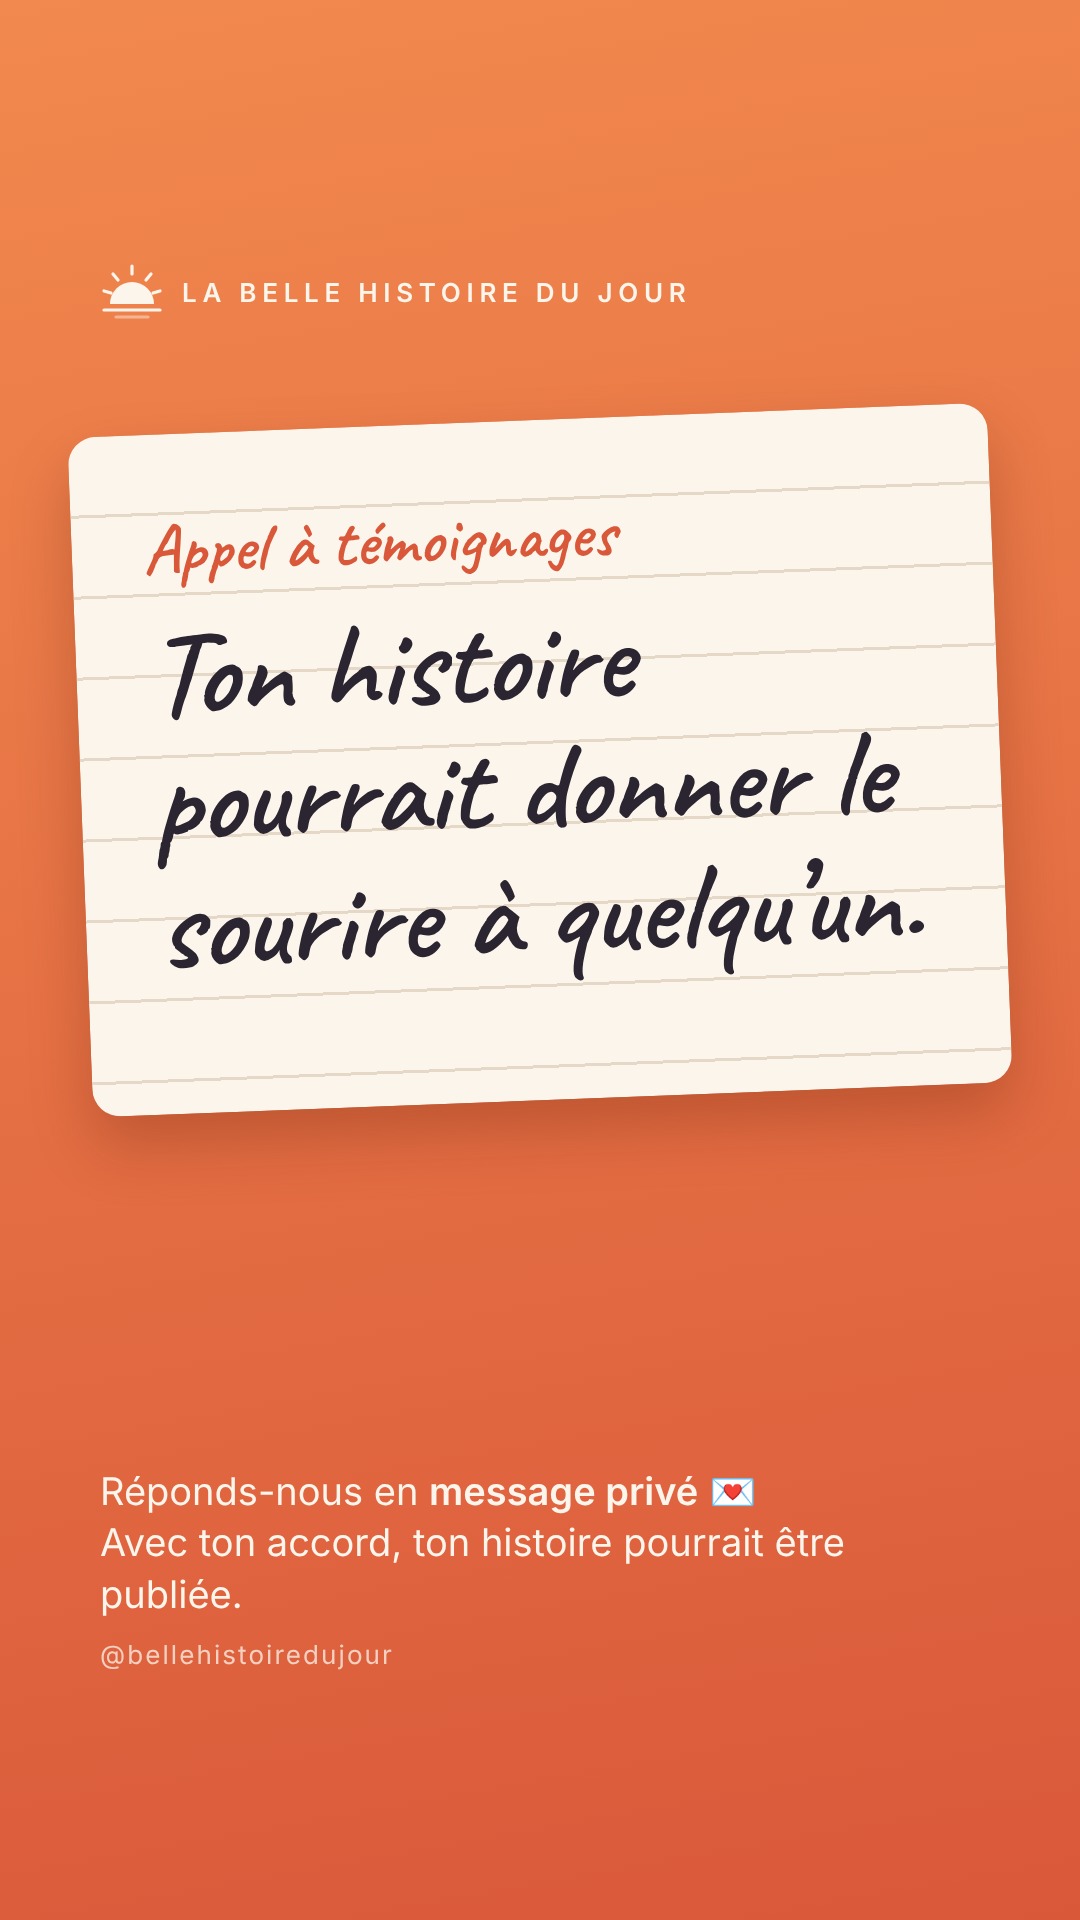 LA BELLE HISTOIRE DU JOUR
Appel à témoignages
Ton histoire
pourrait donner le
sourire à quelqu’un.
Réponds-nous en message privé 💌
Avec ton accord, ton histoire pourrait être
publiée.
@bellehistoiredujour